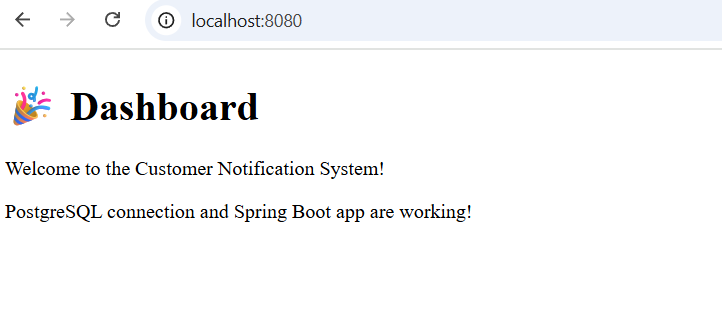 localhost:8080
🎉 Dashboard
Welcome to the Customer Notification System!
PostgreSQL connection and Spring Boot app are working!